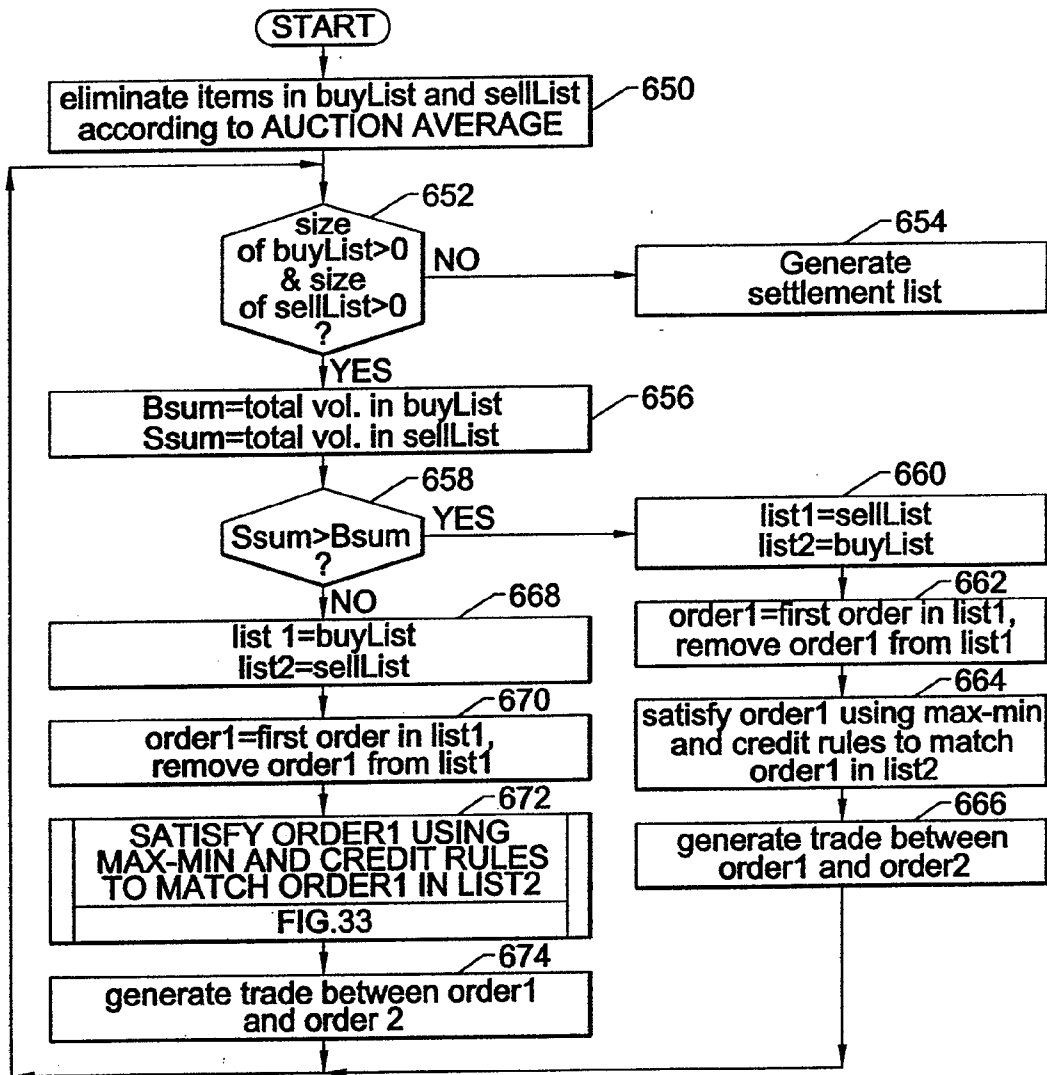 START
eliminate items in buyList and sellList
according to AUCTION AVERAGE
650
652
size
of buyList>0
& size
of sellList>0
?
NO
654
Generate
settlement list
YES
Bsum=total vol. in buyList
Ssum=total vol. in sellList
656
658
Ssum>Bsum
?
YES
660
list1=sellList
list2=buyList
662
order1=first order in list1,
remove order1 from list1
664
satisfy order1 using max-min
and credit rules to match
order1 in list2
666
generate trade between
order1 and order2
NO
668
list 1=buyList
list2=sellList
670
order1=first order in list1,
remove order1 from list1
672
SATISFY ORDER1 USING
MAX-MIN AND CREDIT RULES
TO MATCH ORDER1 IN LIST2
FIG.33
674
generate trade between order1
and order 2